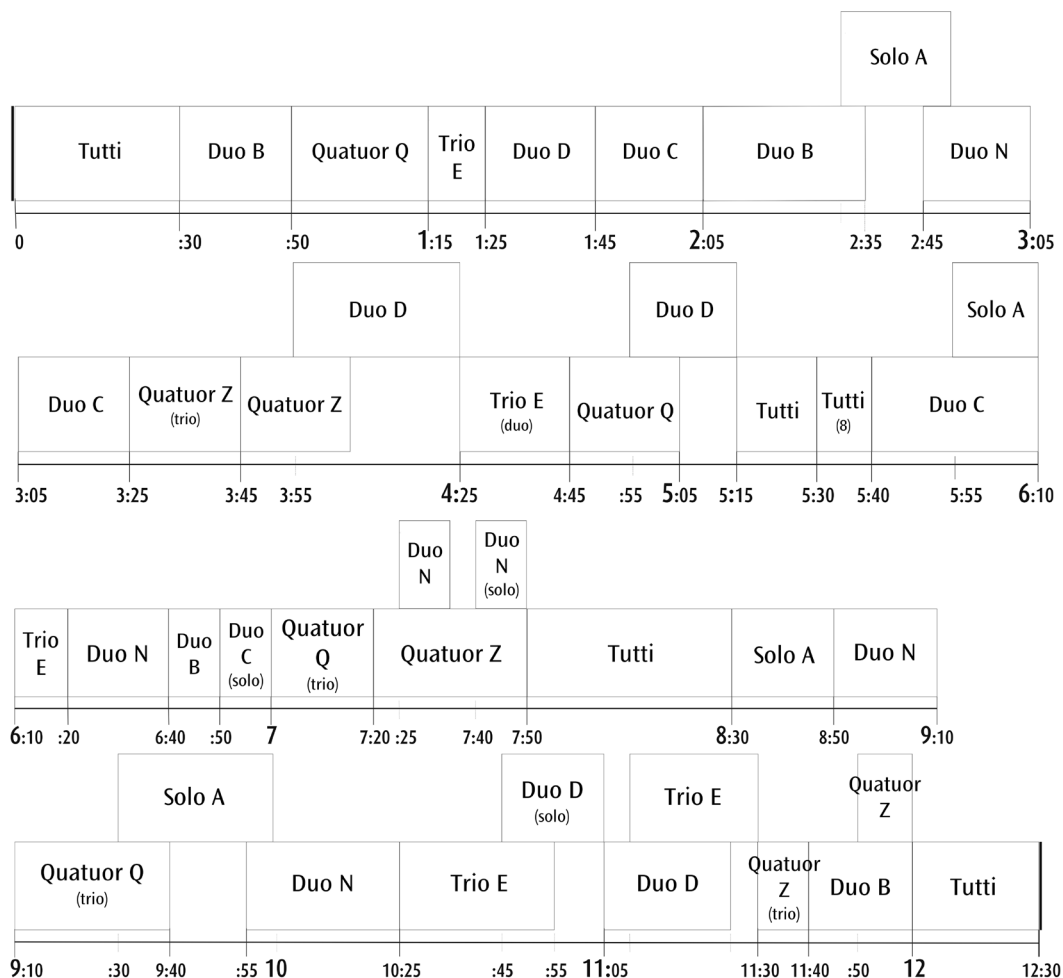 Solo A
Tutti Duo B Quatuor Q Trio E Duo D Duo C Duo B Duo N
0 :30 :50 1:15 1:25 1:45 2:05 2:35 2:45 3:05
Duo D Duo D Solo A
Duo C Quatuor Z (trio) Quatuor Z Trio E (duo) Quatuor Q Tutti Tutti (8) Duo C
3:05 3:25 3:45 3:55 4:25 4:45 :55 5:05 5:15 5:30 5:40 5:55 6:10
Duo N Duo N (solo)
Trio E Duo N Duo B Duo C (solo) Quatuor Q (trio) Quatuor Z Tutti Solo A Duo N
6:10 :20 6:40 :50 7 7:20 :25 7:40 7:50 8:30 8:50 9:10
Solo A Duo D (solo) Trio E Quatuor Z
Quatuor Q (trio) Duo N Trio E Duo D Quatuor Z (trio) Duo B Tutti
9:10 :30 9:40 :55 10 10:25 :45 :55 11:05 11:30 11:40 :50 12 12:30